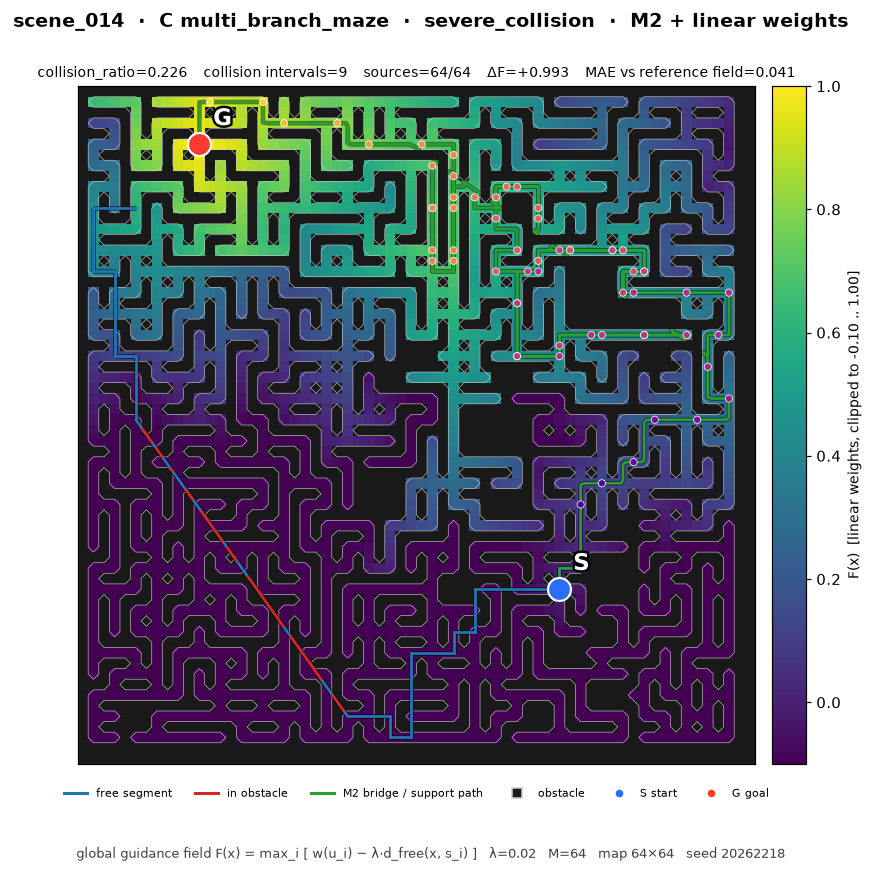 scene_014 · C multi_branch_maze · severe_collision · M2 + linear weights
collision_ratio=0.226 collision intervals=9 sources=64/64 ΔF=+0.993 MAE vs reference field=0.041
G
S
1.0
0.8
0.6
0.4
0.2
0.0
F(x) [linear weights, clipped to -0.10 .. 1.00]
free segment in obstacle M2 bridge / support path obstacle S start G goal
global guidance field F(x) = max_i [ w(u_i) − λ·d_free(x, s_i) ] λ=0.02 M=64 map 64×64 seed 20262218